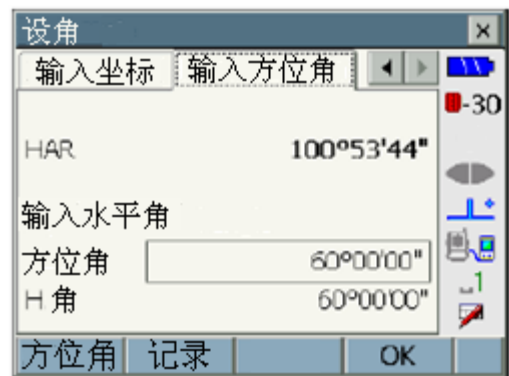 设角
输入坐标 输入方位角
-30
HAR 100°53'44"
输入水平角
方位角 60°00'00"
H 角 60°00'00"
1
方位角 记录 OK